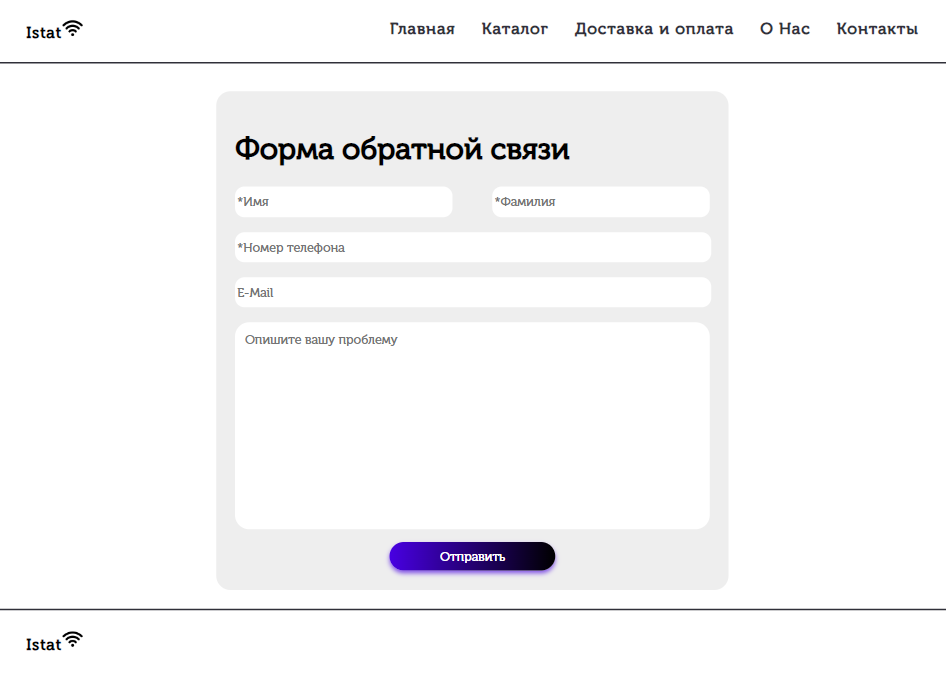 Istat
Главная Каталог Доставка и оплата О Нас Контакты
Форма обратной связи
*Имя *Фамилия
*Номер телефона
E-Mail
Опишите вашу проблему
Отправить
Istat